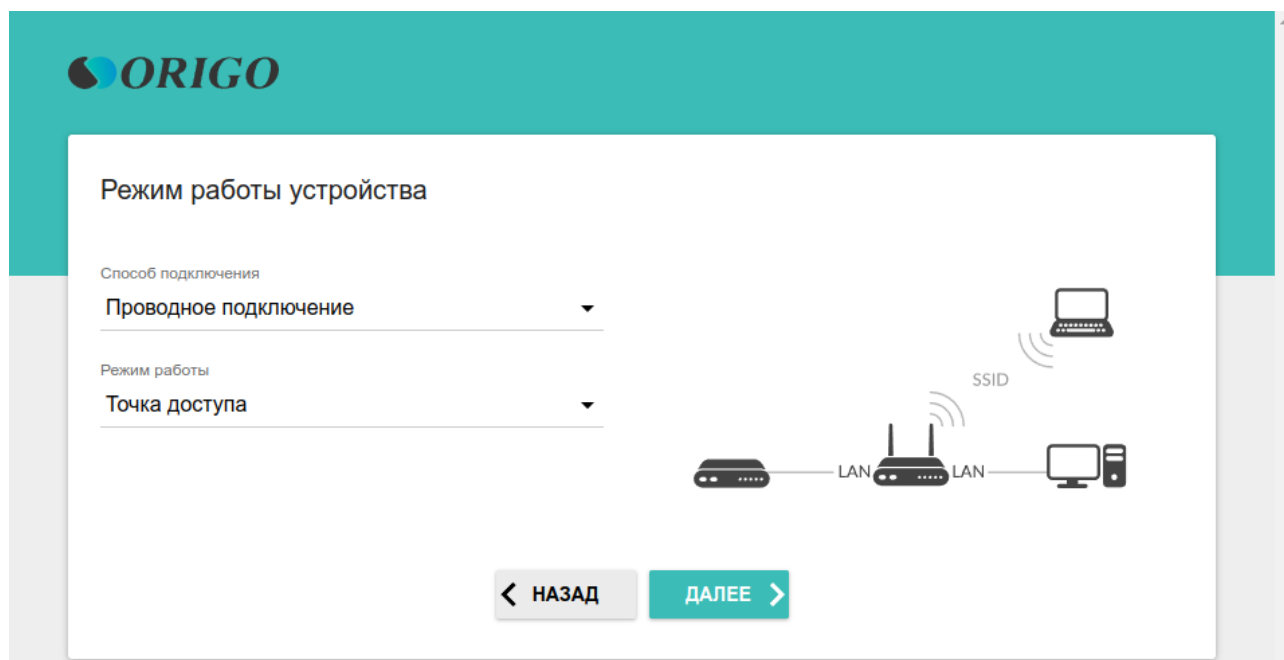 ORIGO
Режим работы устройства
Способ подключения
Проводное подключение
Режим работы
Точка доступа
SSID
LAN LAN
НАЗАД ДАЛЕЕ